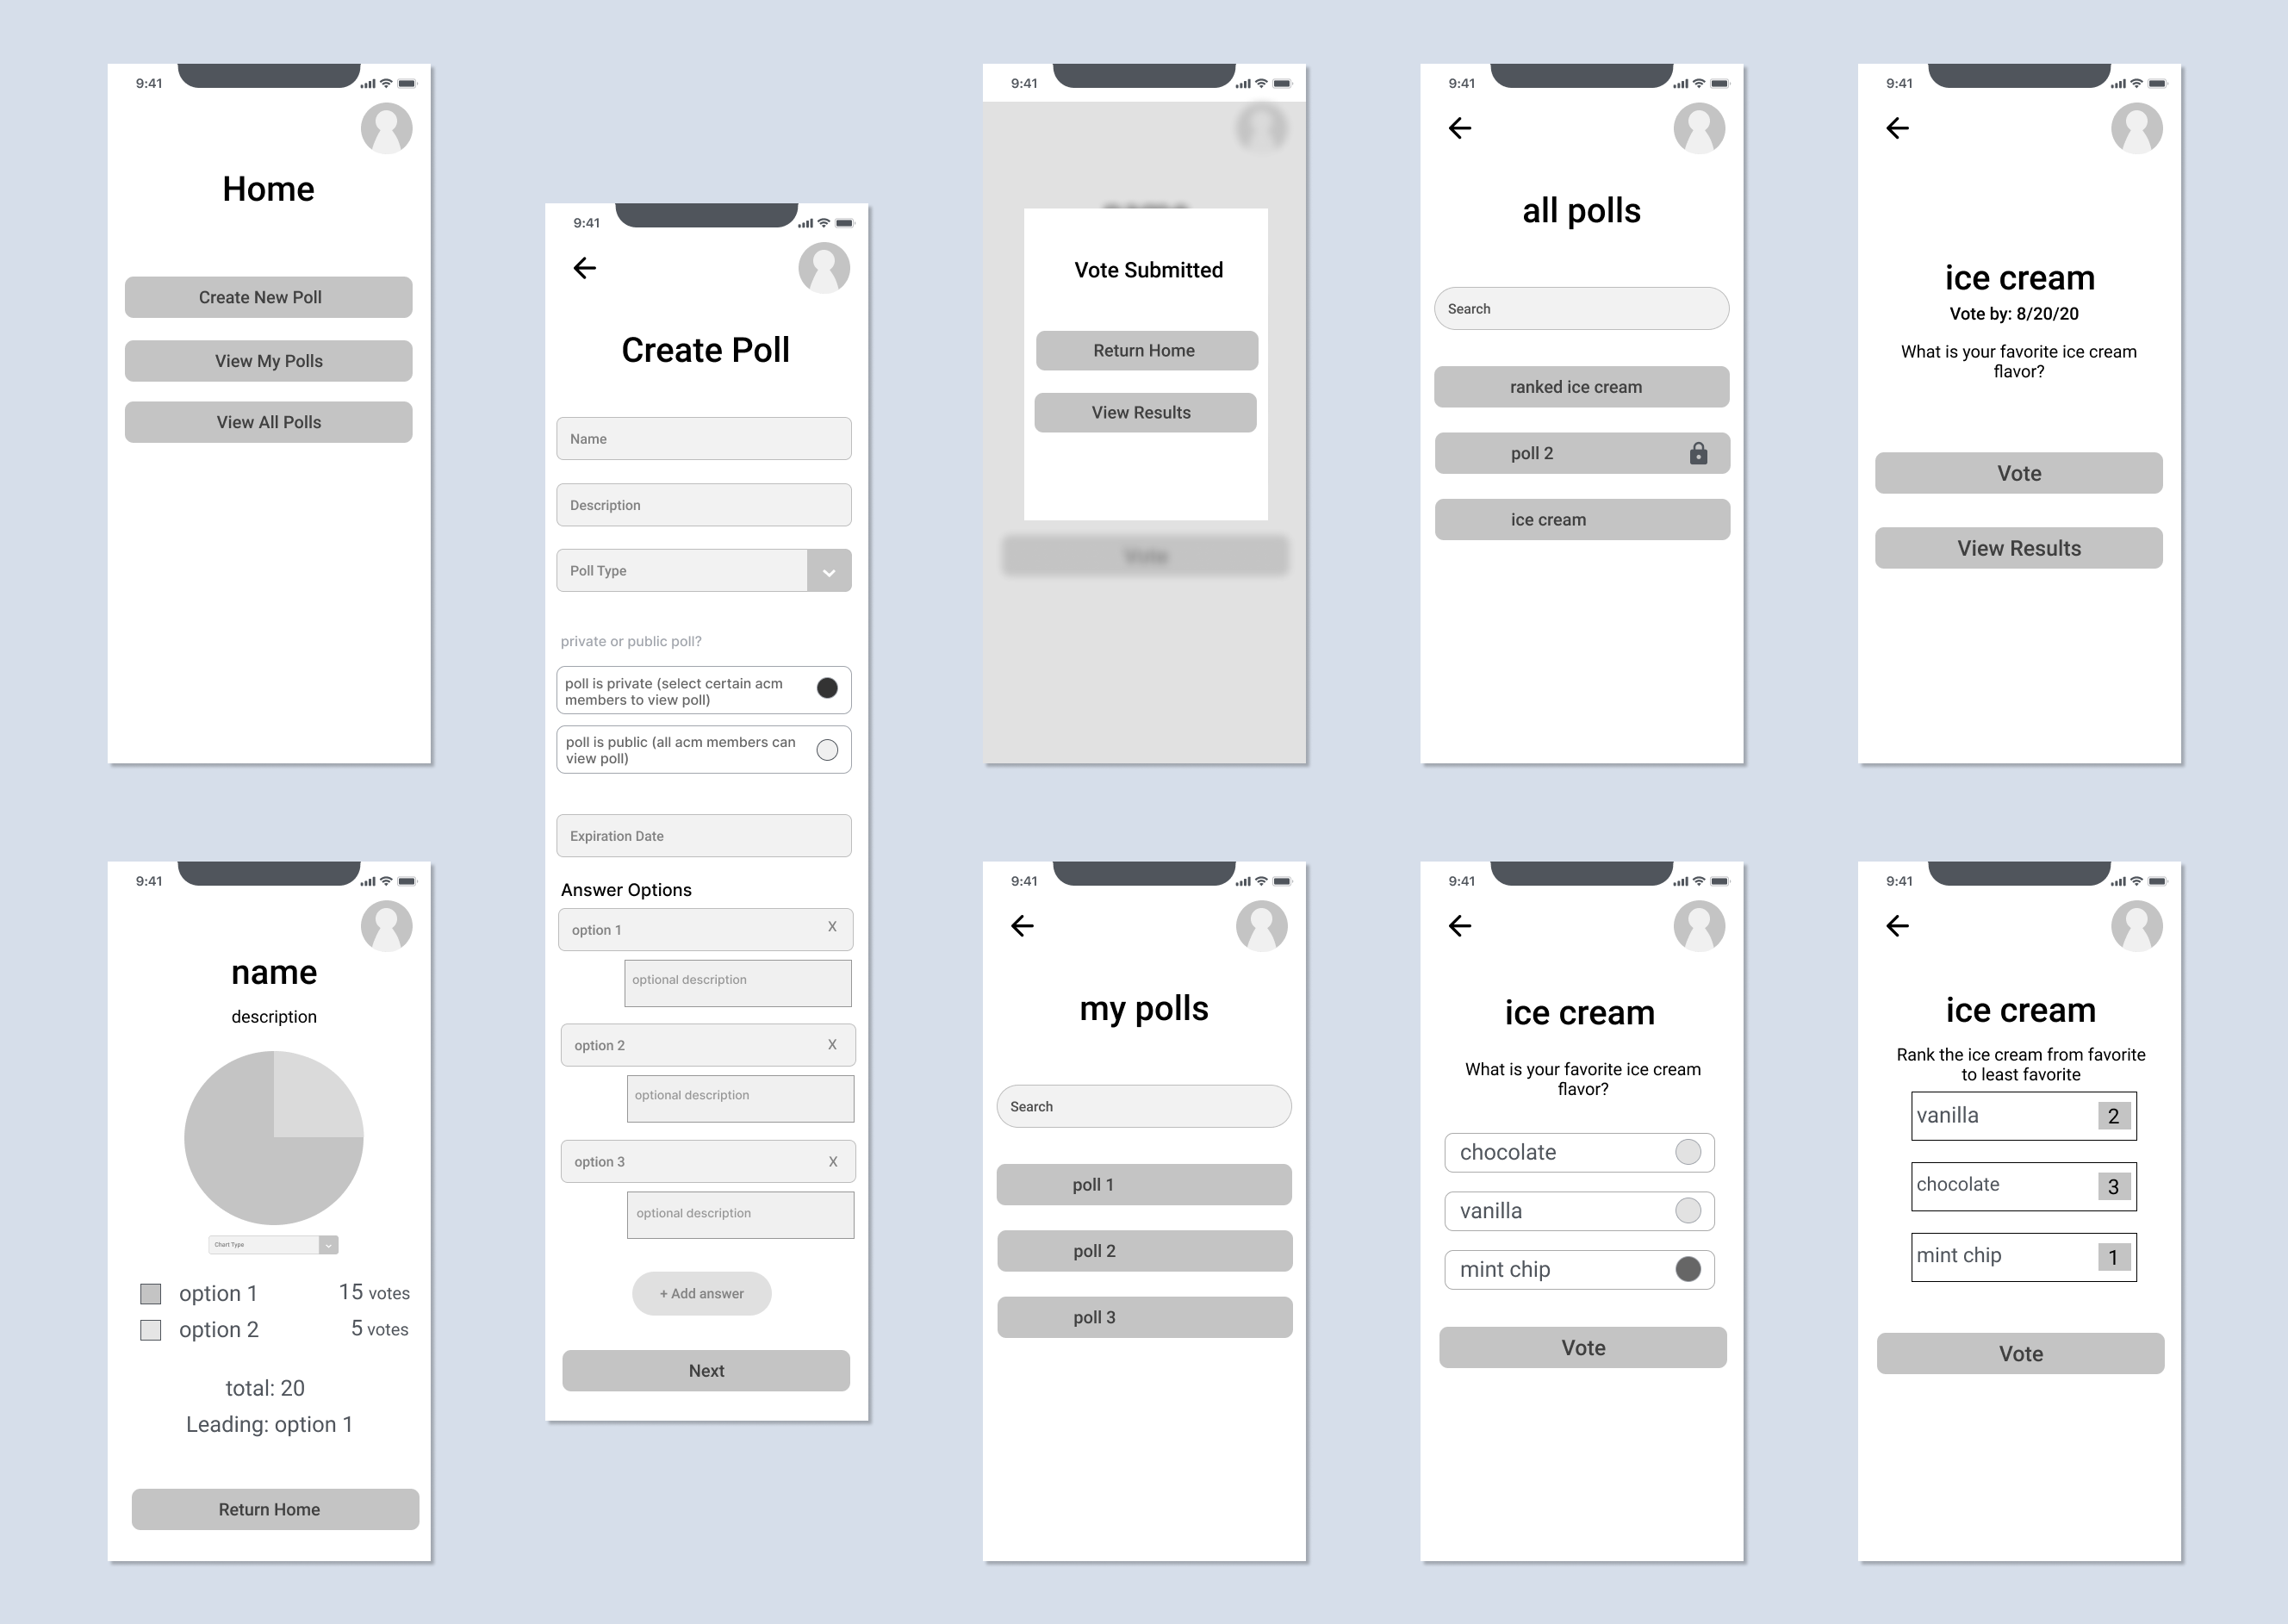 9:41
Home
Create New Poll
View My Polls
View All Polls
9:41
name
description
Chart Type
option 1 15 votes
option 2 5 votes
total: 20
Leading: option 1
Return Home
9:41
Create Poll
Name
Description
Poll Type
private or public poll?
poll is private (select certain acm
members to view poll)
poll is public (all acm members can
view poll)
Expiration Date
Answer Options
option 1 X
optional description
option 2 X
optional description
option 3 X
optional description
+ Add answer
Next
9:41
Vote Submitted
Return Home
View Results
Vote
9:41
my polls
Search
poll 1
poll 2
poll 3
9:41
all polls
Search
ranked ice cream
poll 2
ice cream
9:41
ice cream
What is your favorite ice cream
flavor?
chocolate
vanilla
mint chip
Vote
9:41
ice cream
Vote by: 8/20/20
What is your favorite ice cream
flavor?
Vote
View Results
9:41
ice cream
Rank the ice cream from favorite
to least favorite
vanilla 2
chocolate 3
mint chip 1
Vote